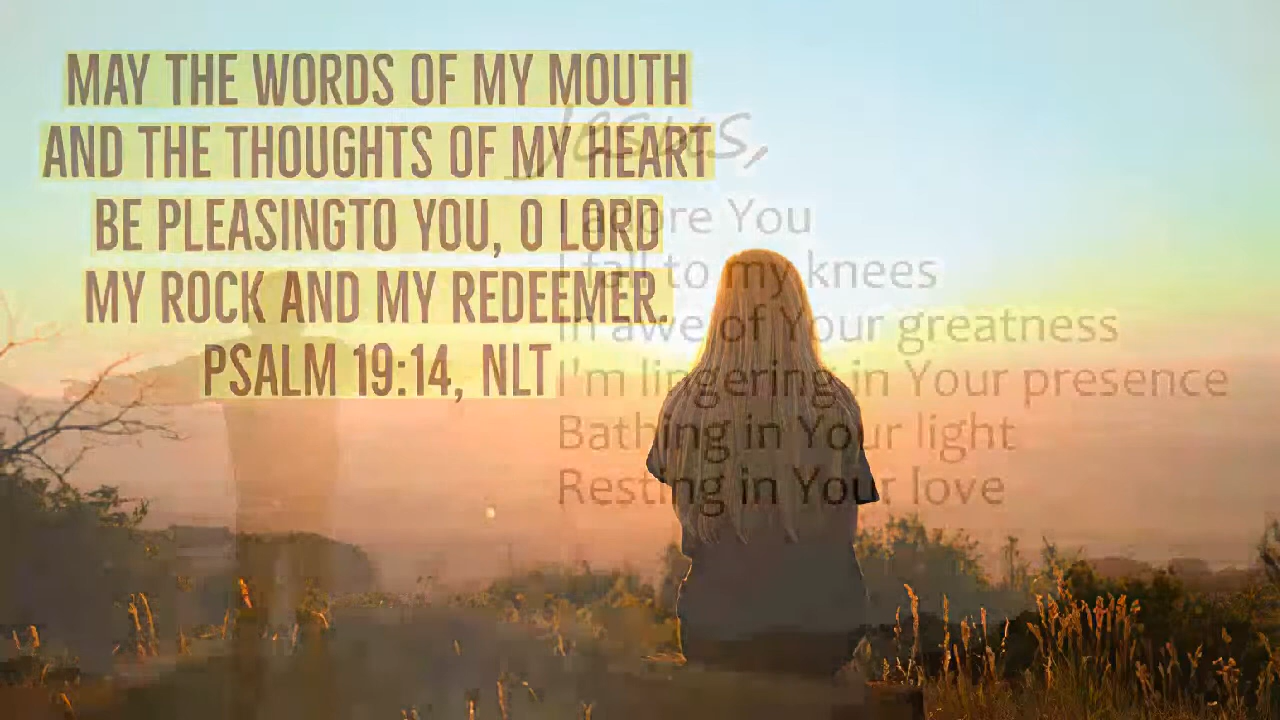 MAY THE WORDS OF MY MOUTH
AND THE THOUGHTS OF MY HEART
BE PLEASINGTO YOU, O LORD
MY ROCK AND MY REDEEMER.
PSALM 19:14, NLT
Jesus,
I adore You
I fall to my knees
In awe of Your greatness
I'm lingering in Your presence
Bathing in Your light
Resting in Your love